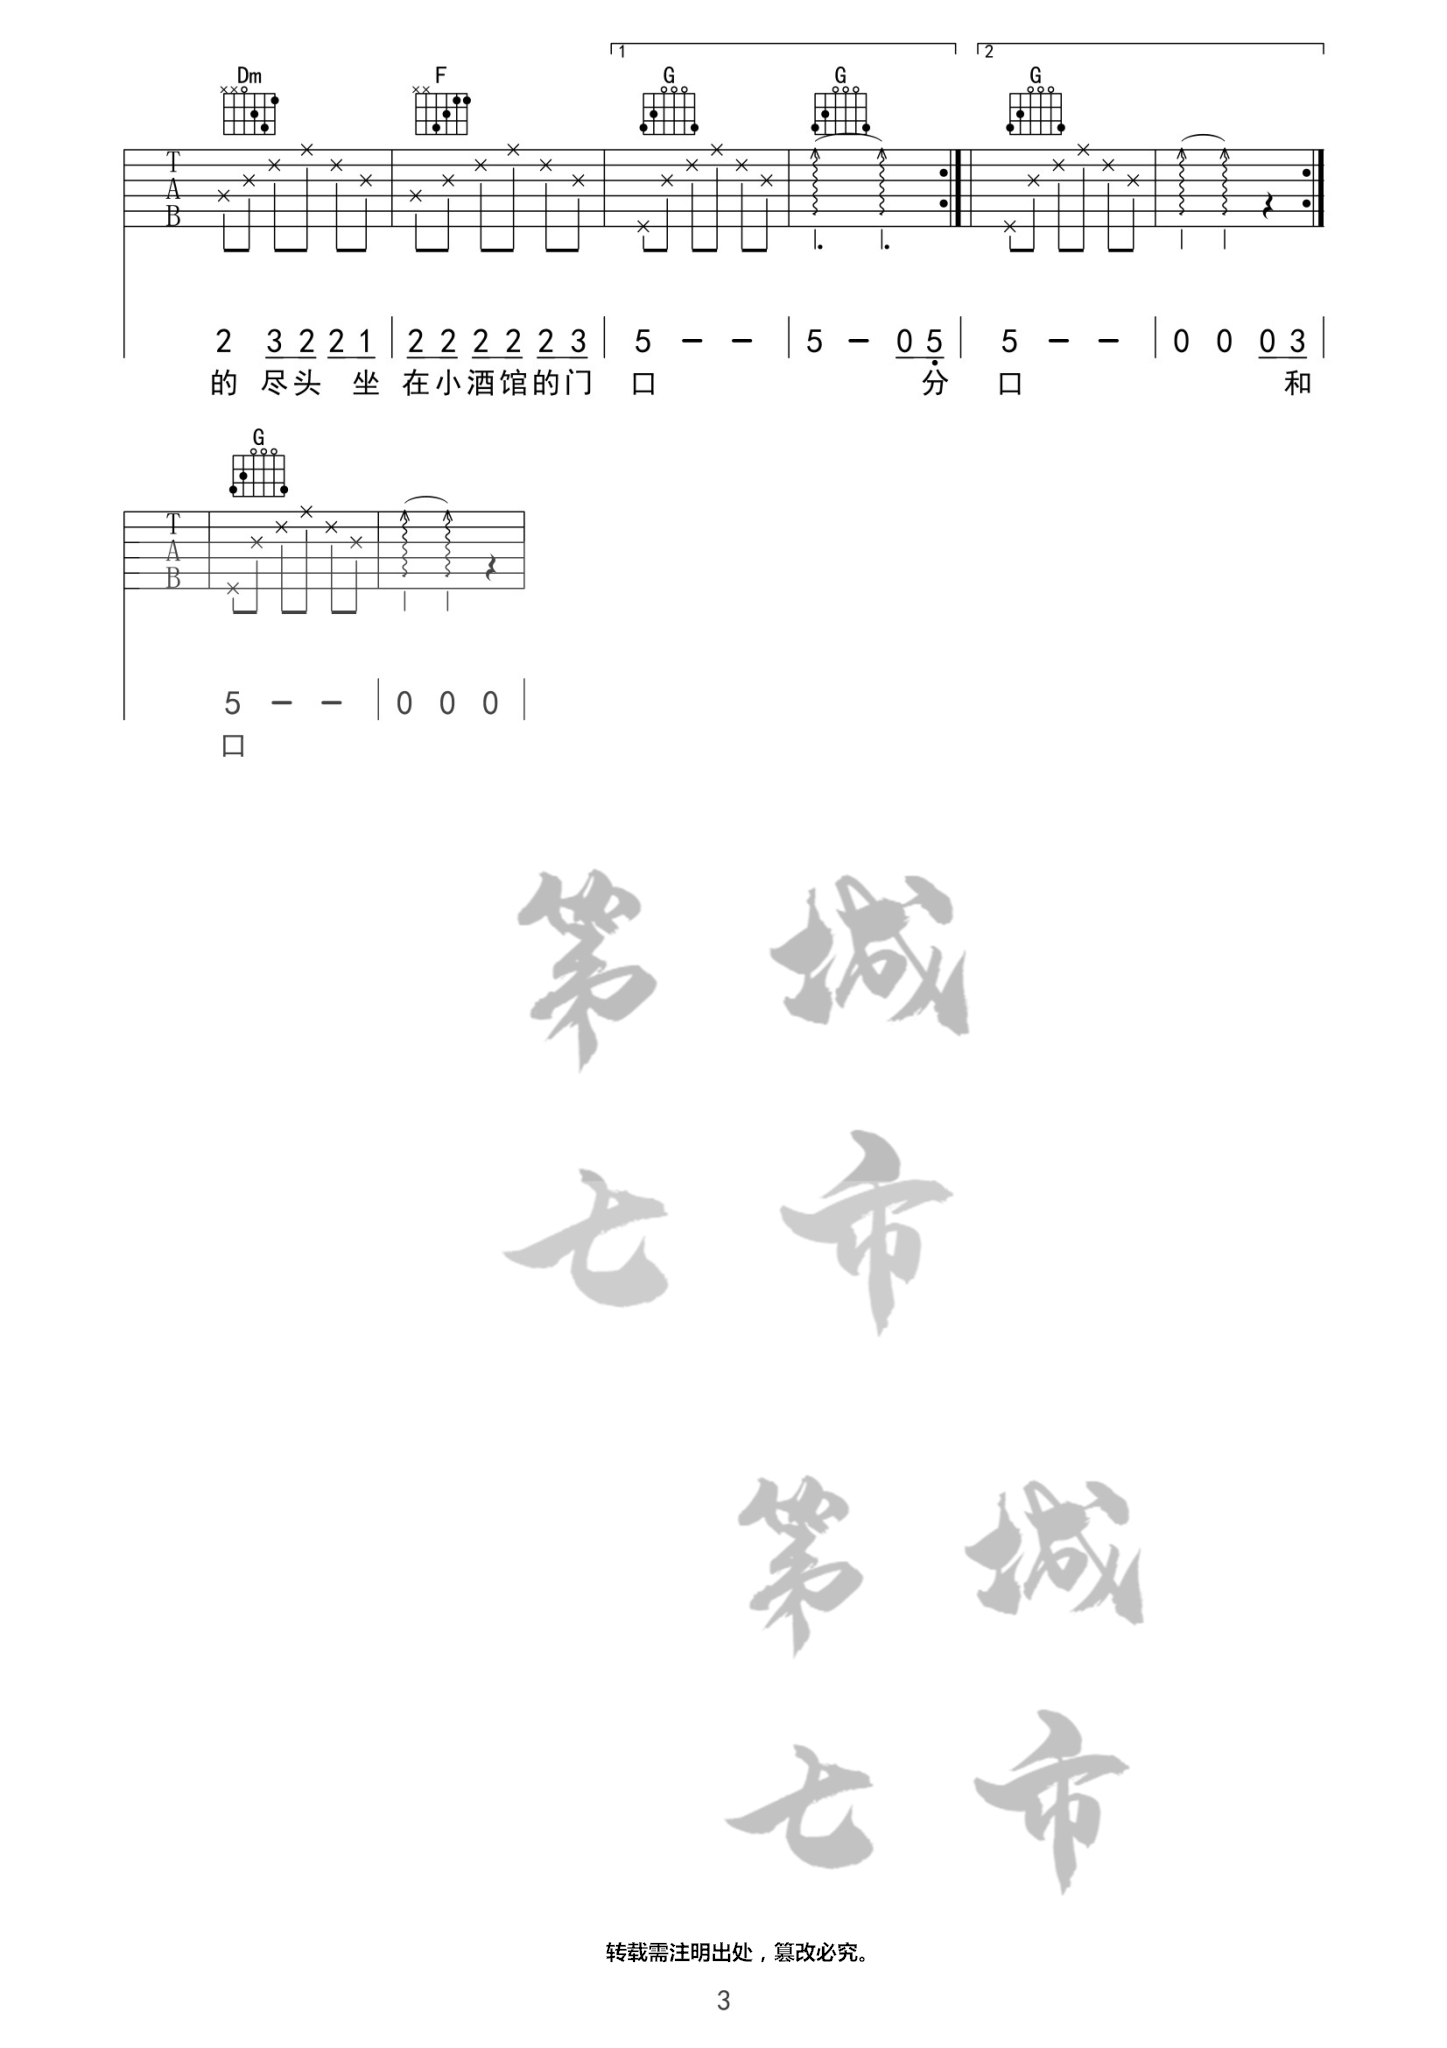 1 2
Dm F G G G
T
A
B
2 3 2 2 1 2 2 2 2 2 3 5 - - 5 - 0 5 5 - - 0 0 0 3
的 尽头 坐 在小酒馆的门 口 分 口 和
G
T
A
B
5 - - 0 0 0
口
第 城
七 市
第 城
七 市
转载需注明出处，篡改必究。
3